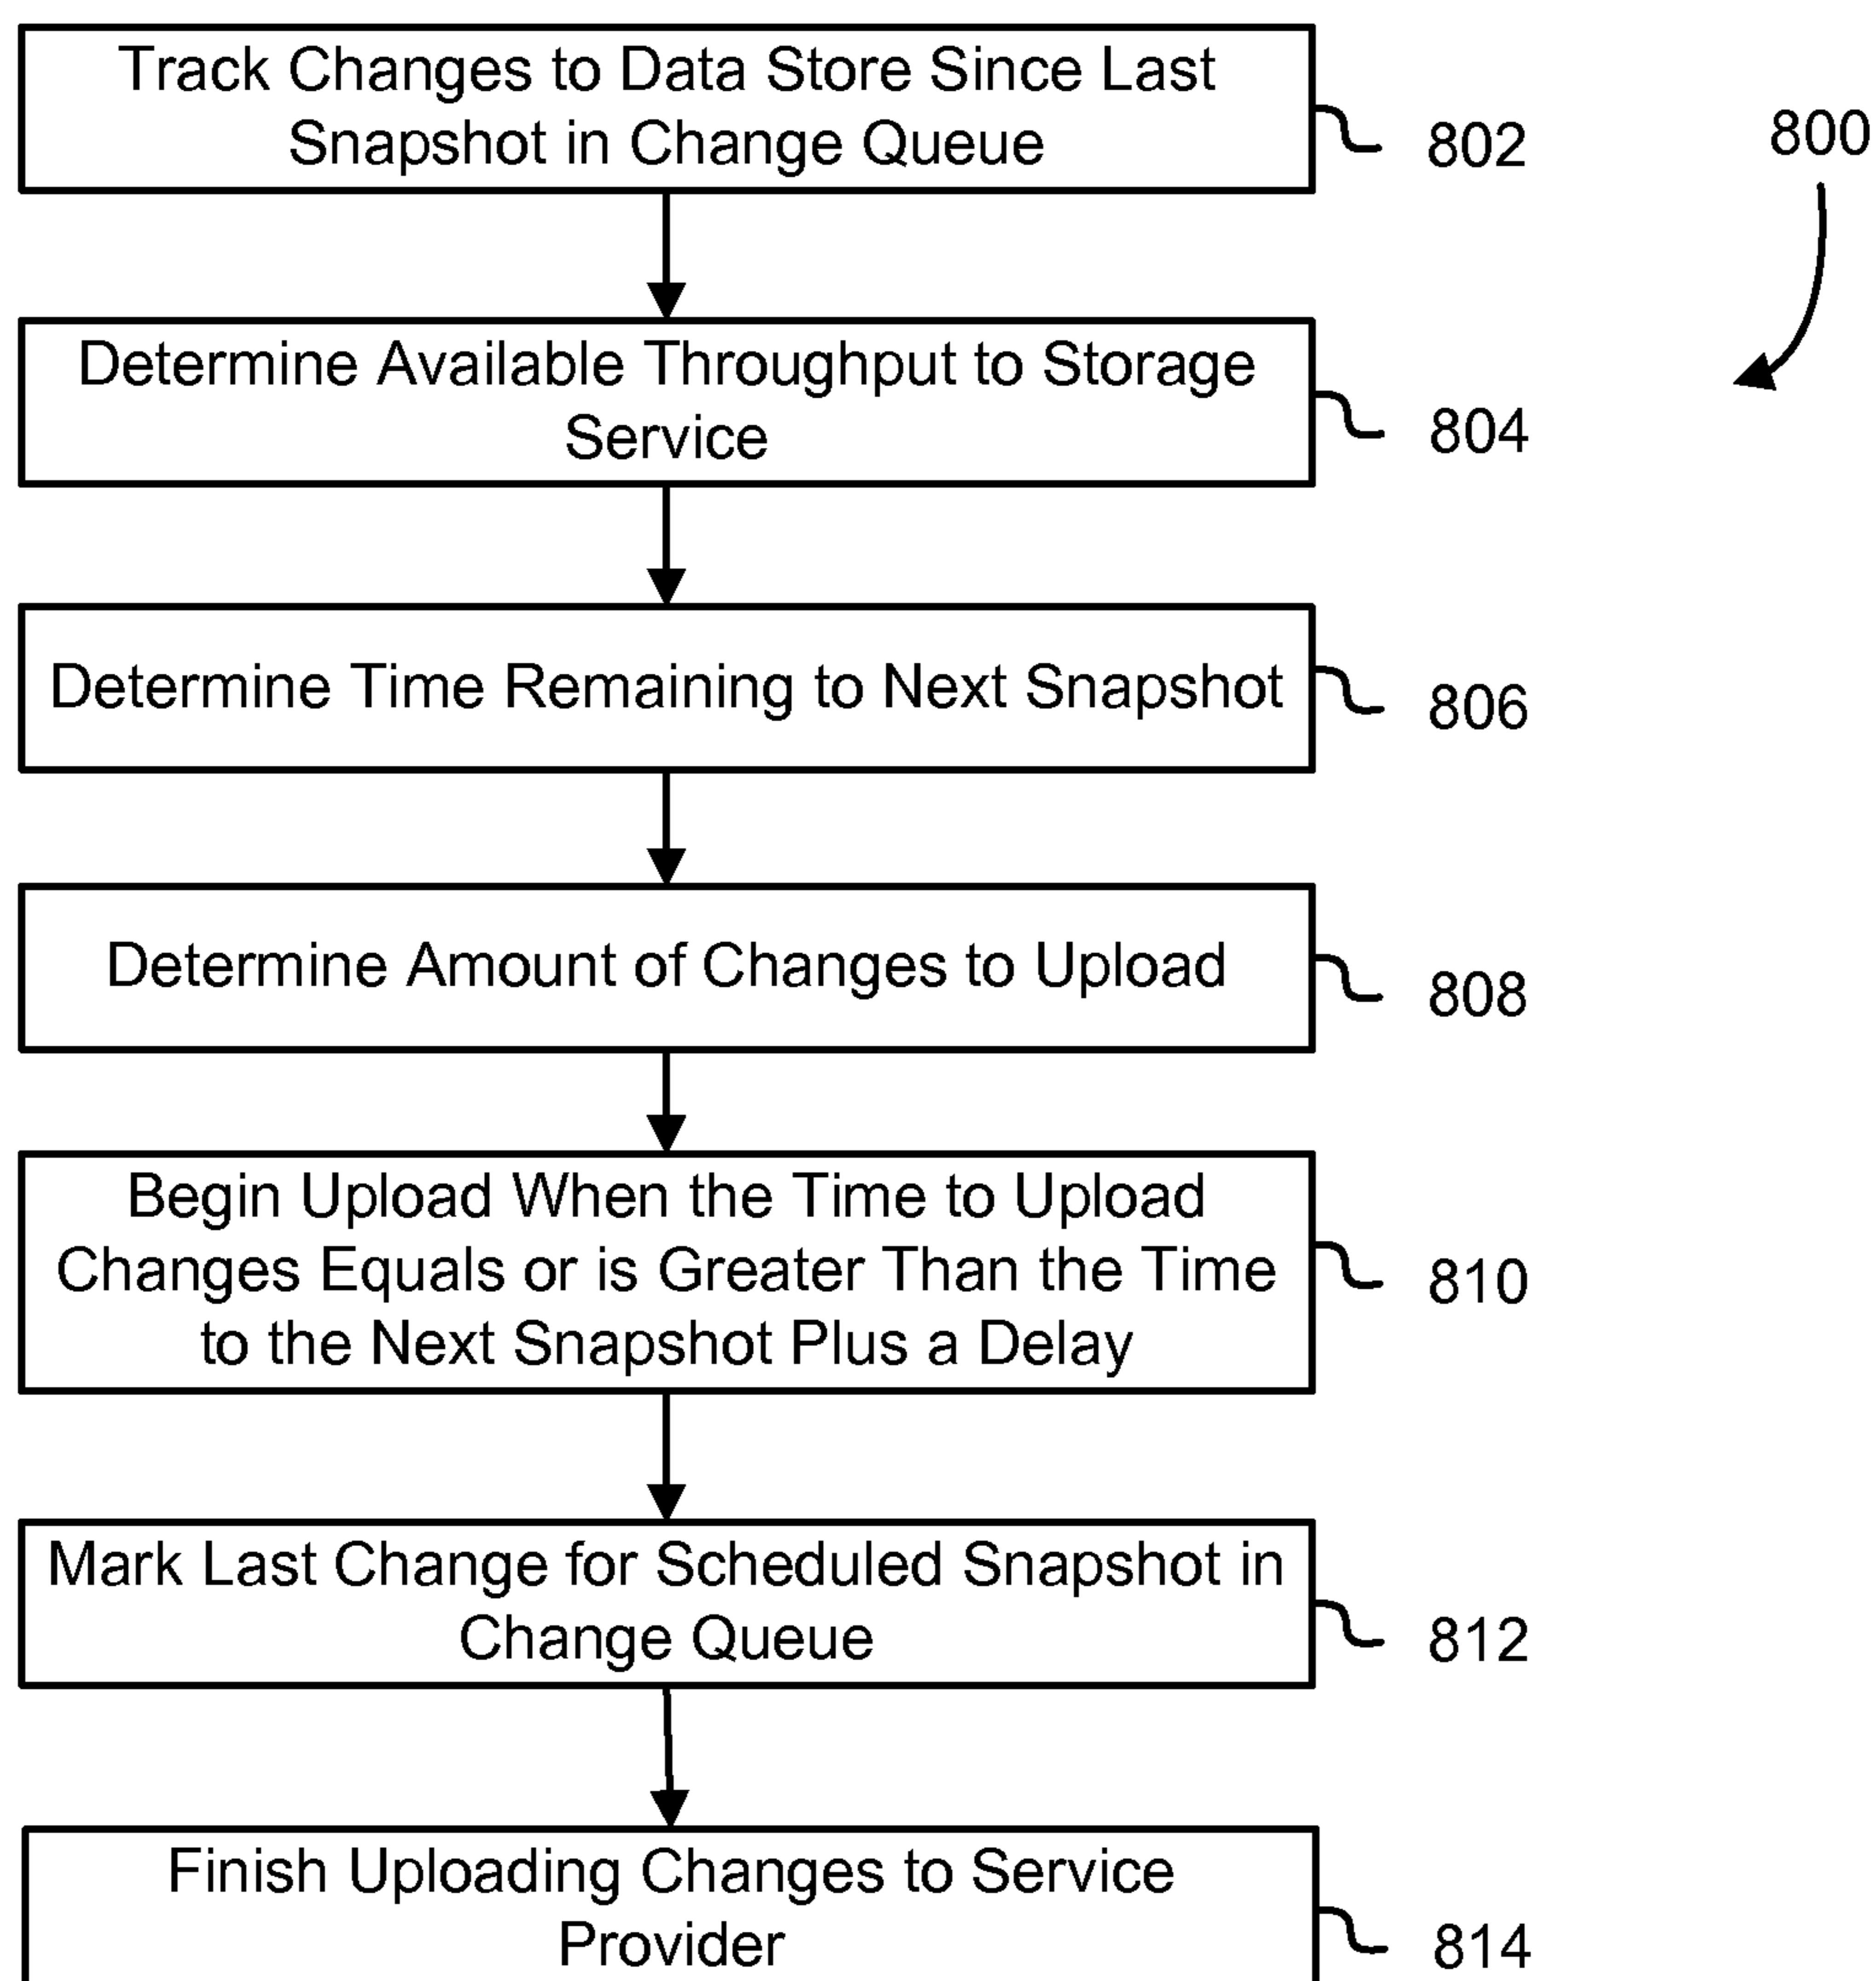 Track Changes to Data Store Since Last
Snapshot in Change Queue
802
800
Determine Available Throughput to Storage
Service
804
Determine Time Remaining to Next Snapshot
806
Determine Amount of Changes to Upload
808
Begin Upload When the Time to Upload
Changes Equals or is Greater Than the Time
to the Next Snapshot Plus a Delay
810
Mark Last Change for Scheduled Snapshot in
Change Queue
812
Finish Uploading Changes to Service
Provider
814